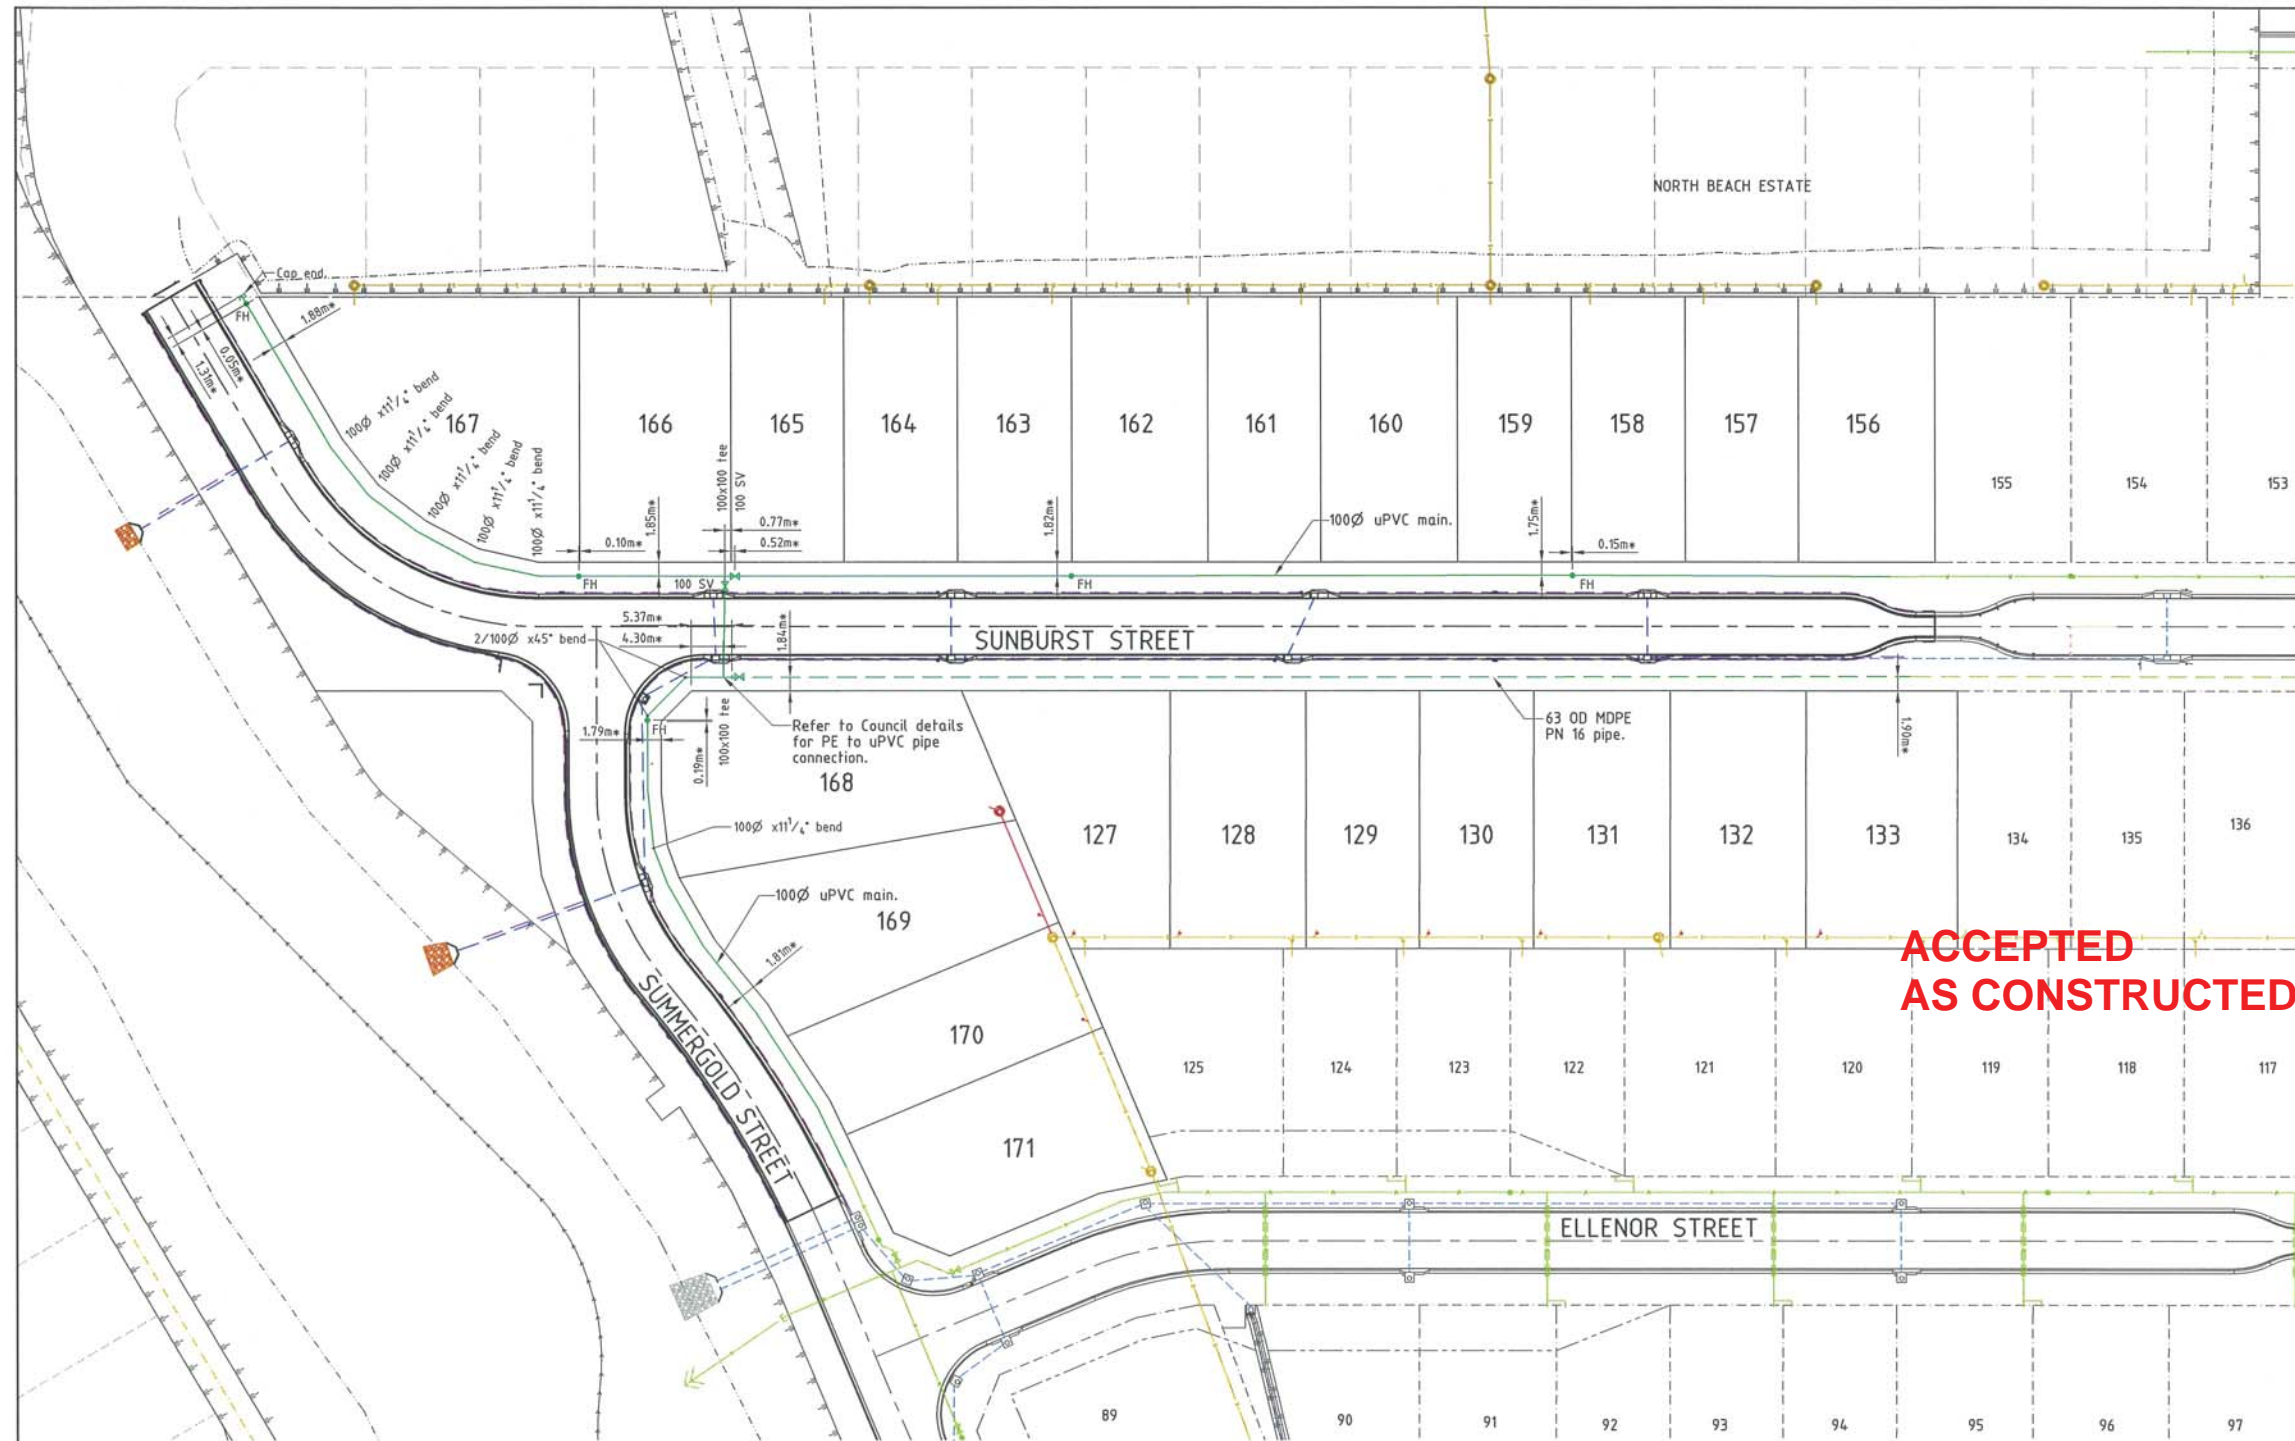 NORTH BEACH ESTATE
Cap end.
FH
1.88m*
0.05m*
1.31m*
100Ø x11¹/₄° bend
100Ø x11¹/₄° bend
100Ø x11¹/₄° bend
100Ø x11¹/₄° bend
100Ø x11¹/₄° bend
167
166
165
164
163
162
161
160
159
158
157
156
155
154
153
100x100 tee
100 SV
1.85m*
0.77m*
0.10m*
0.52m*
1.82m*
100Ø uPVC main.
1.75m*
0.15m*
FH
100 SV
FH
FH
5.37m*
2/100Ø x45° bend
4.30m*
1.84m*
SUNBURST STREET
1.79m*
FH
0.19m*
100x100 tee
Refer to Council details
for PE to uPVC pipe
connection.
63 OD MDPE
PN 16 pipe.
1.90m*
168
100Ø x11¹/₄° bend
127
128
129
130
131
132
133
134
135
136
100Ø uPVC main.
169
1.81m*
ACCEPTED
AS CONSTRUCTED
SUMMERGOLD STREET
170
171
125
124
123
122
121
120
119
118
117
ELLENOR STREET
89
90
91
92
93
94
95
96
97